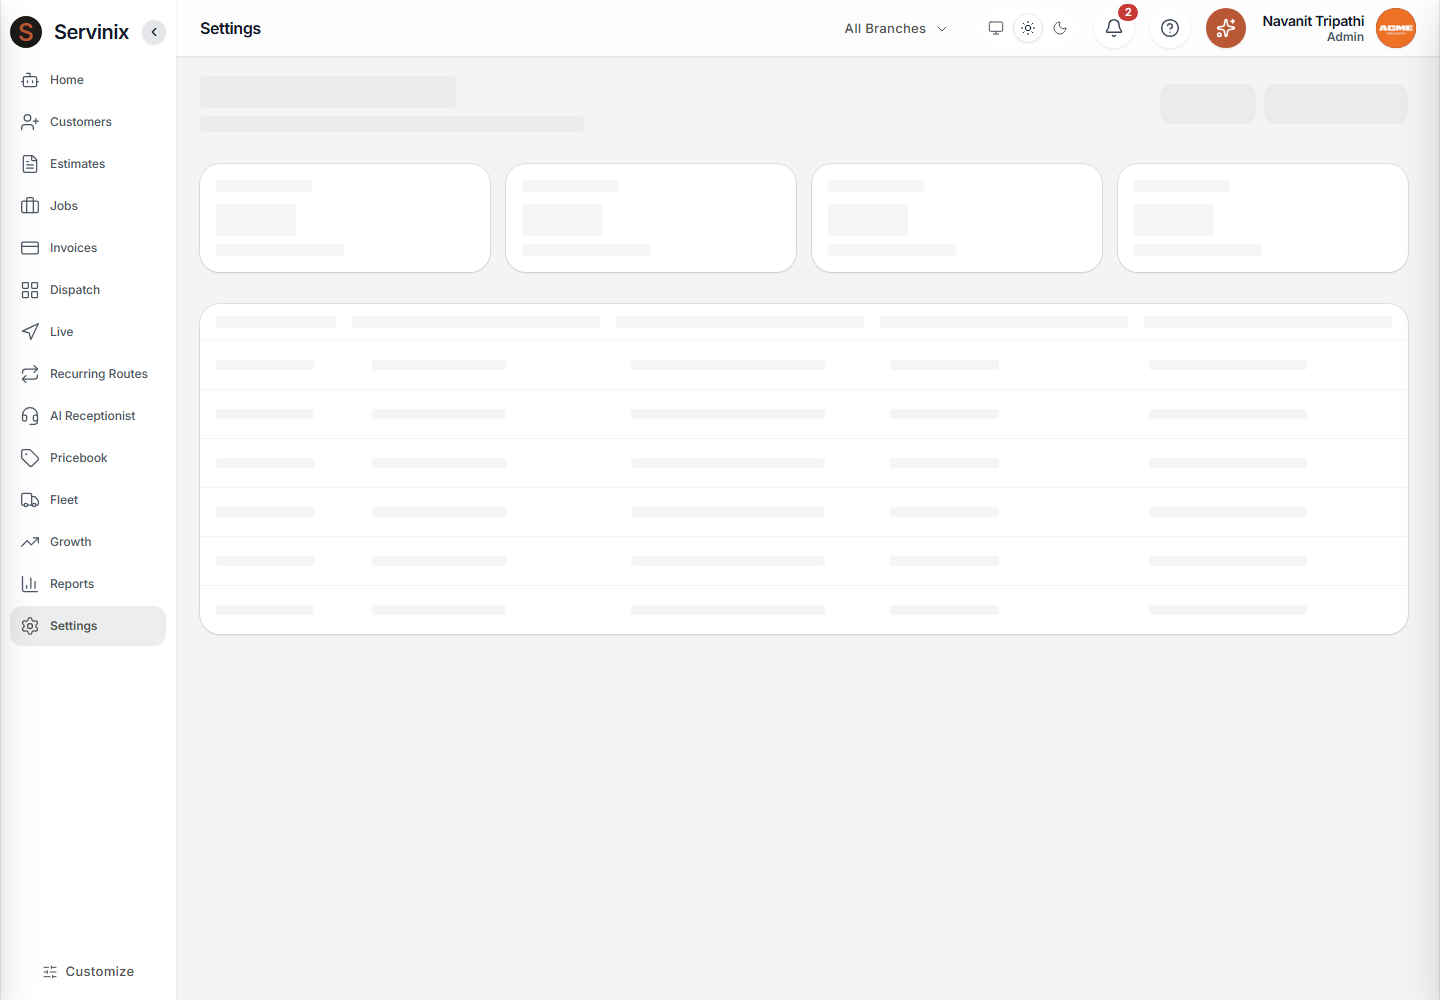 Servinix
Settings
All Branches
2
Navanit Tripathi
Admin
ACME
Home
Customers
Estimates
Jobs
Invoices
Dispatch
Live
Recurring Routes
AI Receptionist
Pricebook
Fleet
Growth
Reports
Settings
Customize